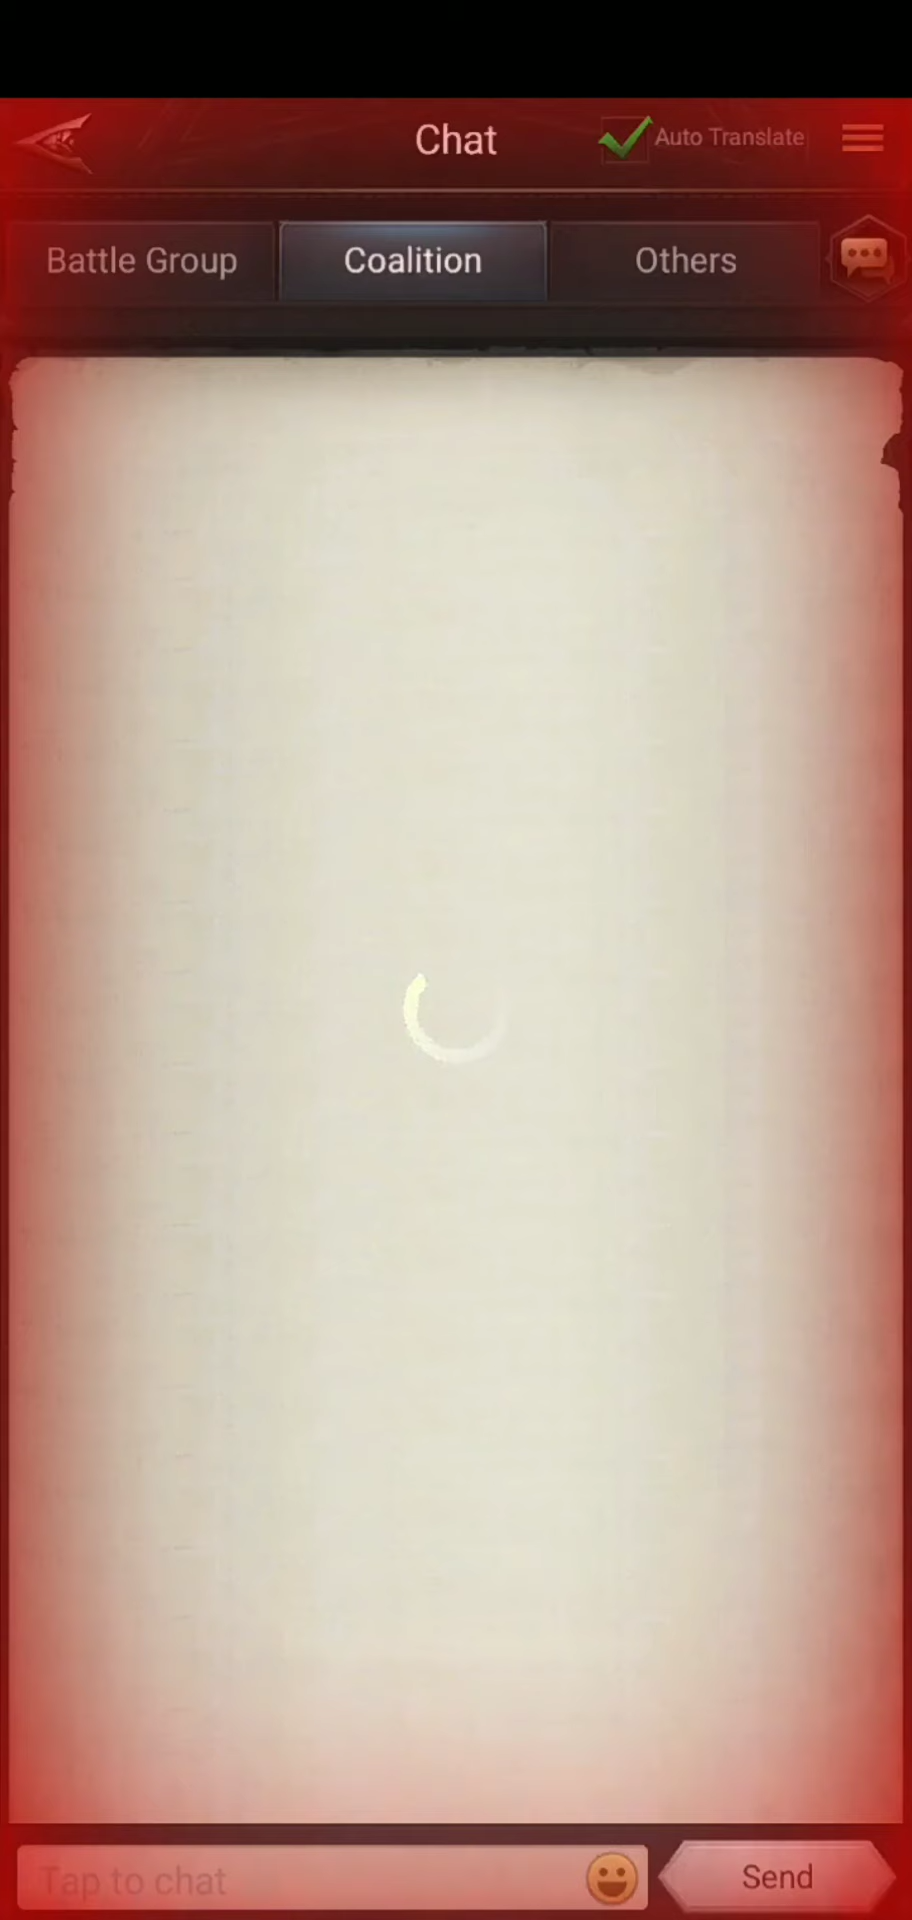 Chat
Auto Translate
Battle Group
Coalition
Others
Tap to chat
Send